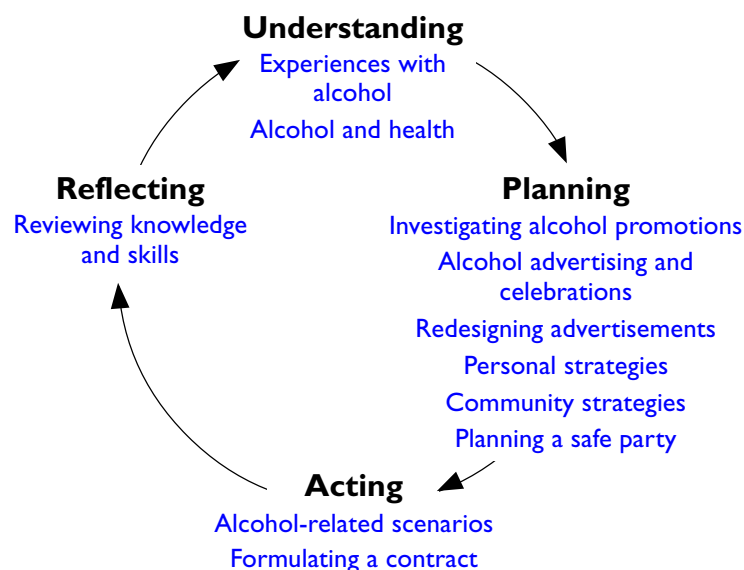 Understanding
Experiences with
alcohol
Alcohol and health
Planning
Investigating alcohol promotions
Alcohol advertising and
celebrations
Redesigning advertisements
Personal strategies
Community strategies
Planning a safe party
Acting
Alcohol-related scenarios
Formulating a contract
Reflecting
Reviewing knowledge
and skills